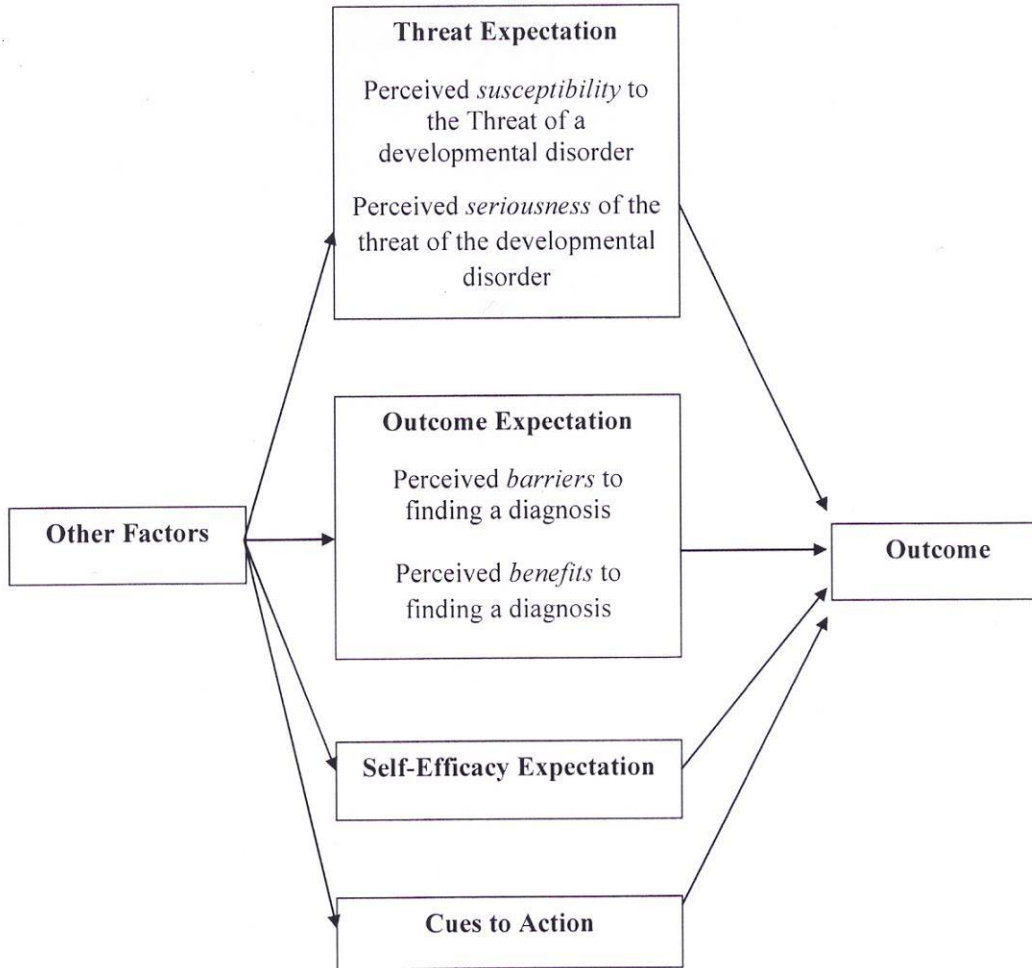 Threat Expectation
Perceived susceptibility to
the Threat of a
developmental disorder
Perceived seriousness of the
threat of the developmental
disorder
Outcome Expectation
Perceived barriers to
finding a diagnosis
Perceived benefits to
finding a diagnosis
Other Factors
Outcome
Self-Efficacy Expectation
Cues to Action